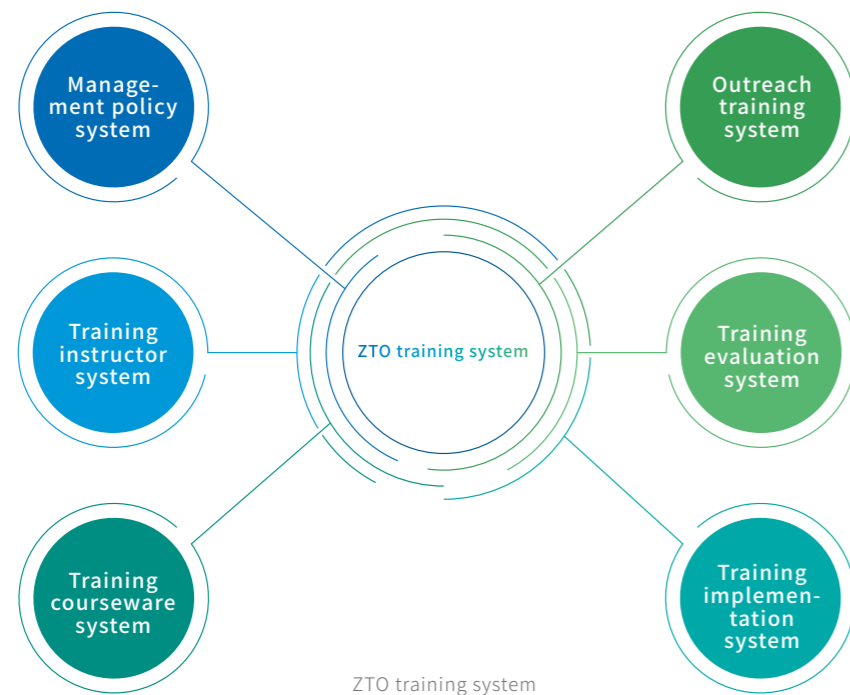 Manage-
ment policy
system
Outreach
training
system
Training
instructor
system
ZTO training system
Training
evaluation
system
Training
courseware
system
Training
implemen-
tation
system
ZTO training system